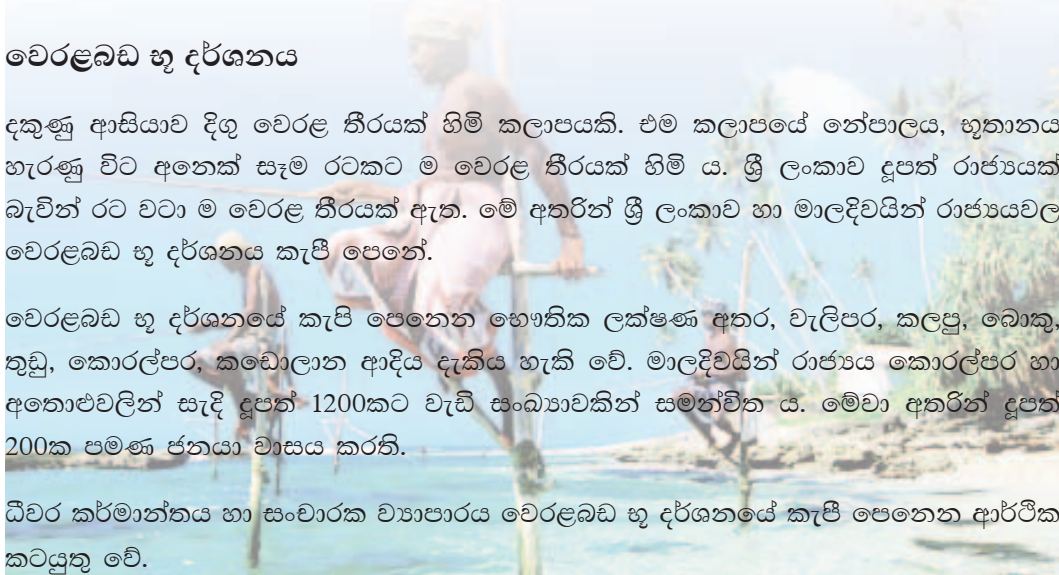 වෙරළබඩ භූ දර්ශනය
දකුණු ආසියාව දිගු වෙරළ තීරයක් හිමි කලාපයකි. එම කලාපයේ නේපාලය, භූතානය
හැරුණු විට අනෙක් සෑම රටකට ම වෙරළ තීරයක් හිමි ය. ශ්‍රී ලංකාව දූපත් රාජ්‍යයක්
බැවින් රට වටා ම වෙරළ තීරයක් ඇත. මේ අතරින් ශ්‍රී ලංකාව හා මාලදිවයින් රාජ්‍යයවල
වෙරළබඩ භූ දර්ශනය කැපී පෙනේ.
වෙරළබඩ භූ දර්ශනයේ කැපි පෙනෙන භෞතික ලක්ෂණ අතර, වැලිපර, කලපු, බොකු,
තුඩු, කොරල්පර, කඩොලාන ආදිය දැකිය හැකි වේ. මාලදිවයින් රාජ්‍යය කොරල්පර හා
අතොළුවලින් සැදි දූපත් 1200කට වැඩි සංඛ්‍යාවකින් සමන්විත ය. මේවා අතරින් දූපත්
200ක පමණ ජනයා වාසය කරති.
ධීවර කර්මාන්තය හා සංචාරක ව්‍යාපාරය වෙරළබඩ භූ දර්ශනයේ කැපී පෙනෙන ආර්ථික
කටයුතු වේ.